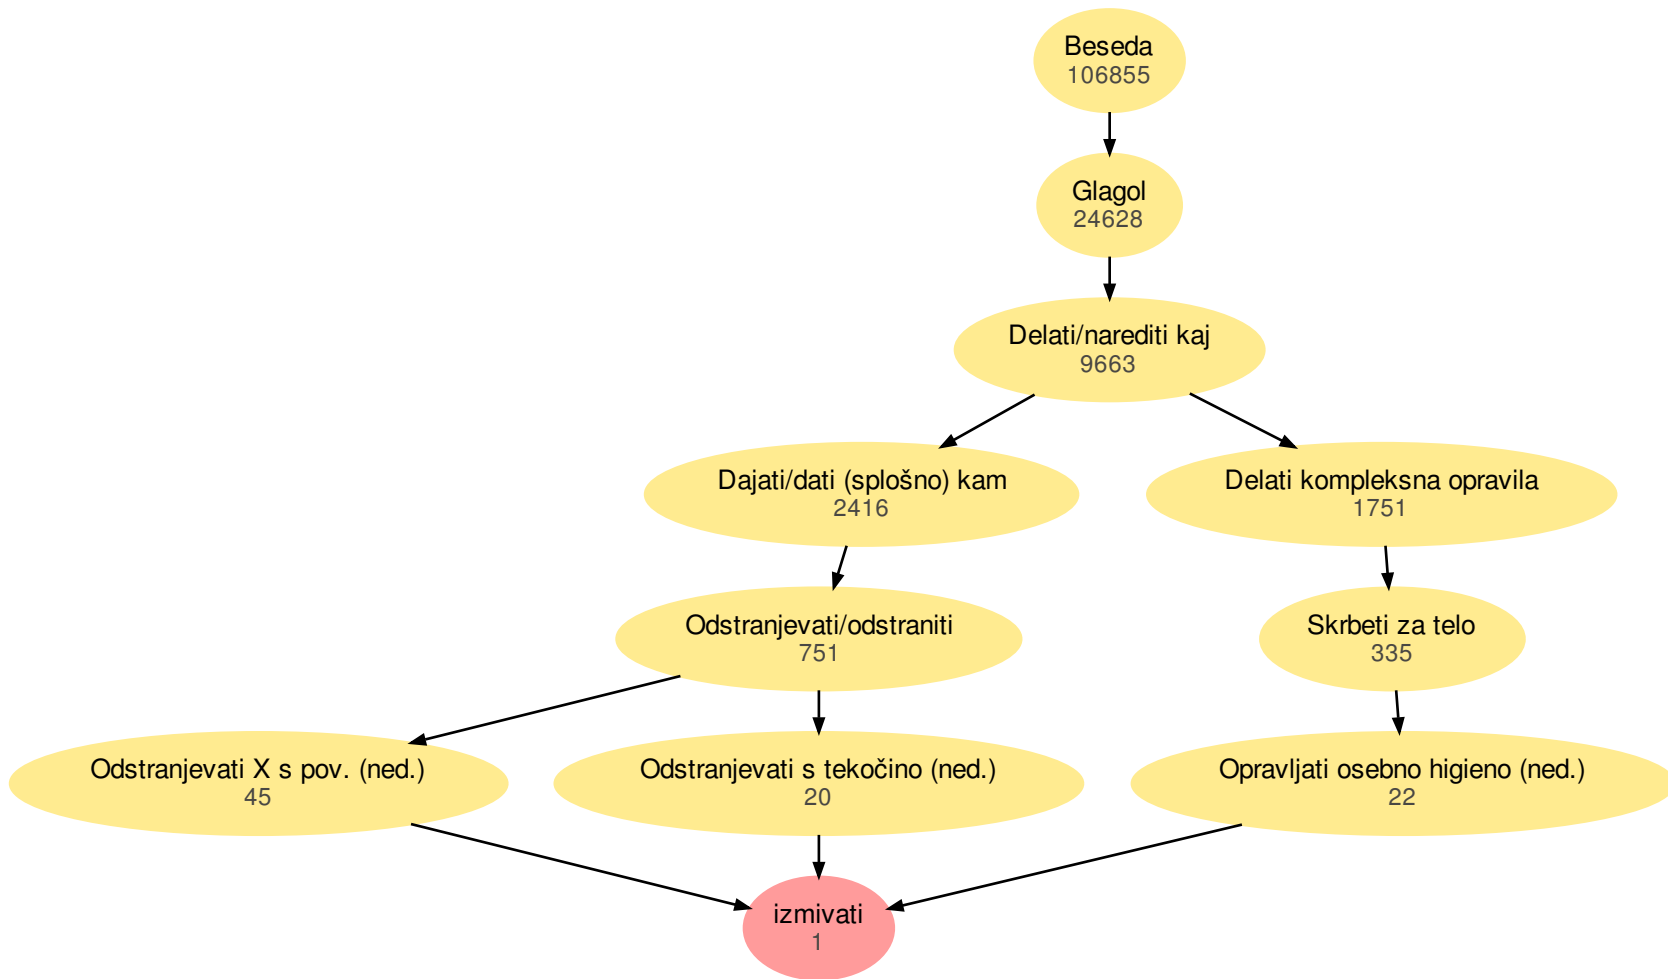 Beseda
106855
Glagol
24628
Delati/narediti kaj
9663
Dajati/dati (splošno) kam
2416
Delati kompleksna opravila
1751
Odstranjevati/odstraniti
751
Skrbeti za telo
335
Odstranjevati X s pov. (ned.)
45
Odstranjevati s tekočino (ned.)
20
Opravljati osebno higieno (ned.)
22
izmivati
1